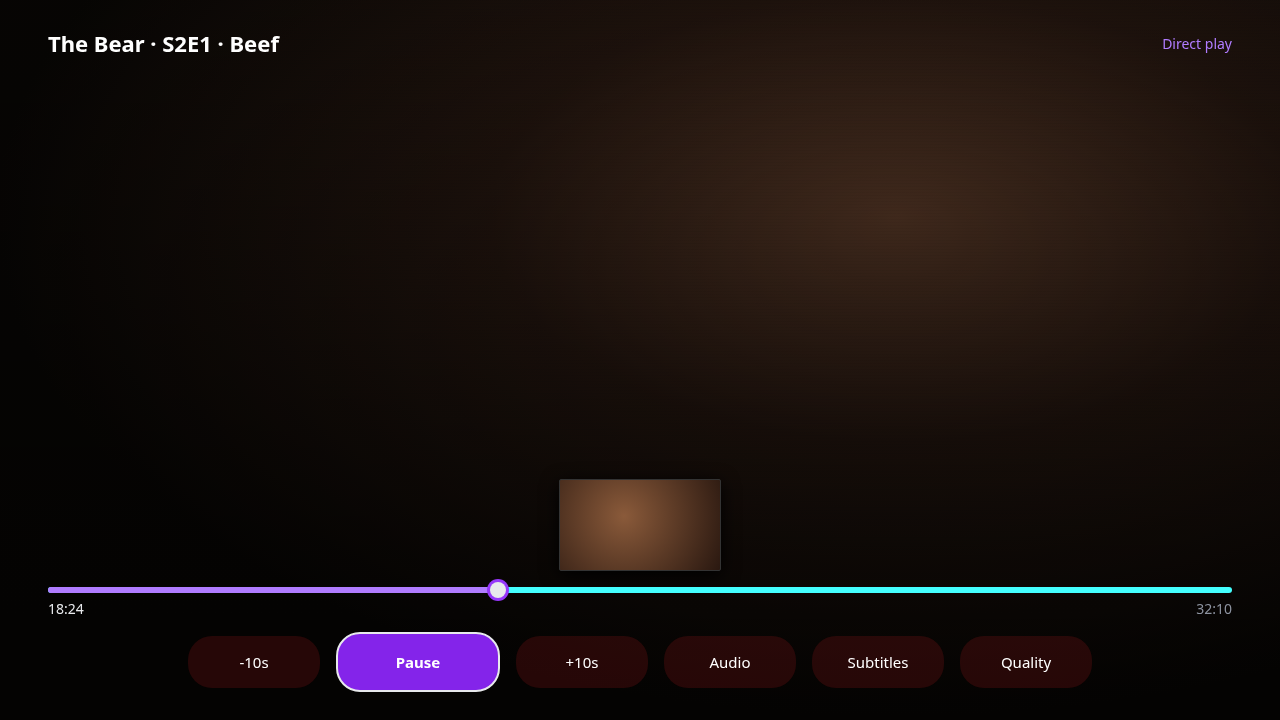 The Bear · S2E1 · Beef
Direct play
18:24
32:10
-10s
Pause
+10s
Audio
Subtitles
Quality